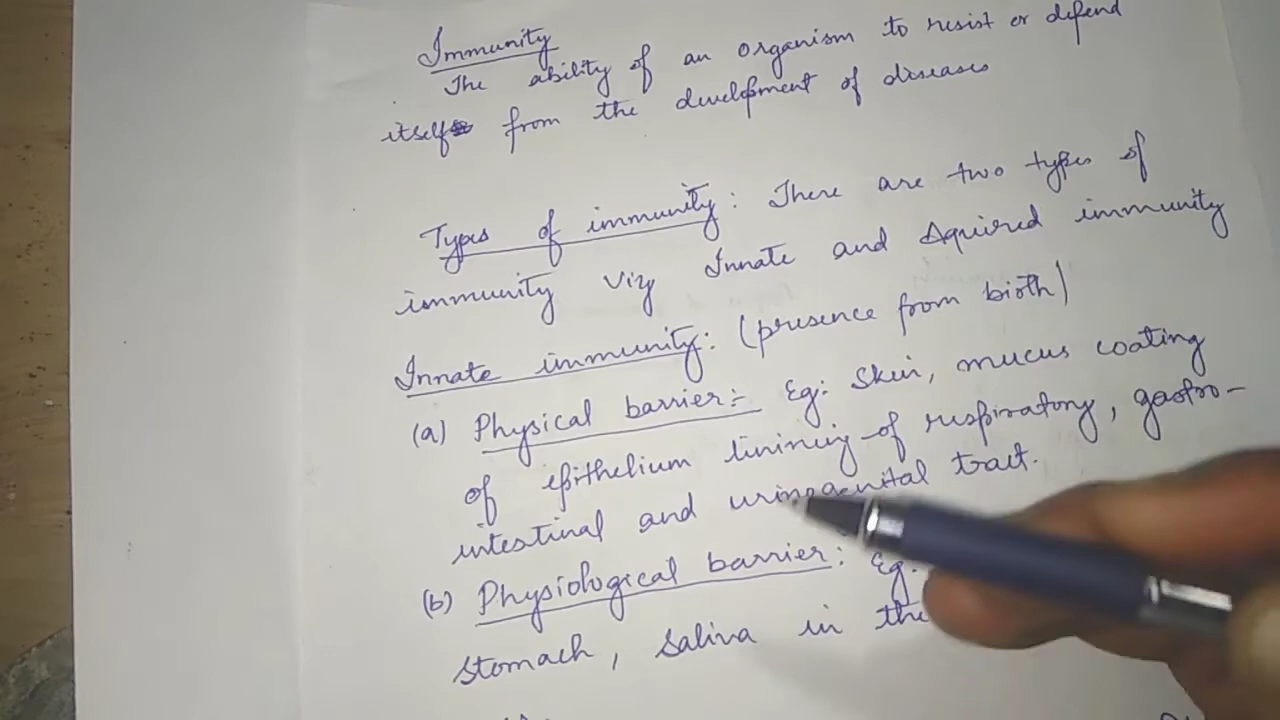 Immunity
The ability of an organism to resist or defend
itself from the development of diseases
Types of immunity: There are two types of
immunity Viz Innate and Aquired immunity
Innate immunity: (presence from birth)
(a) Physical barrier:- Eg: Skin, mucus coating
of epithelium linining of respiratory, gastro-
intestinal and urinogenital tract.
(b) Physiological barrier: Eg.
stomach, saliva in the